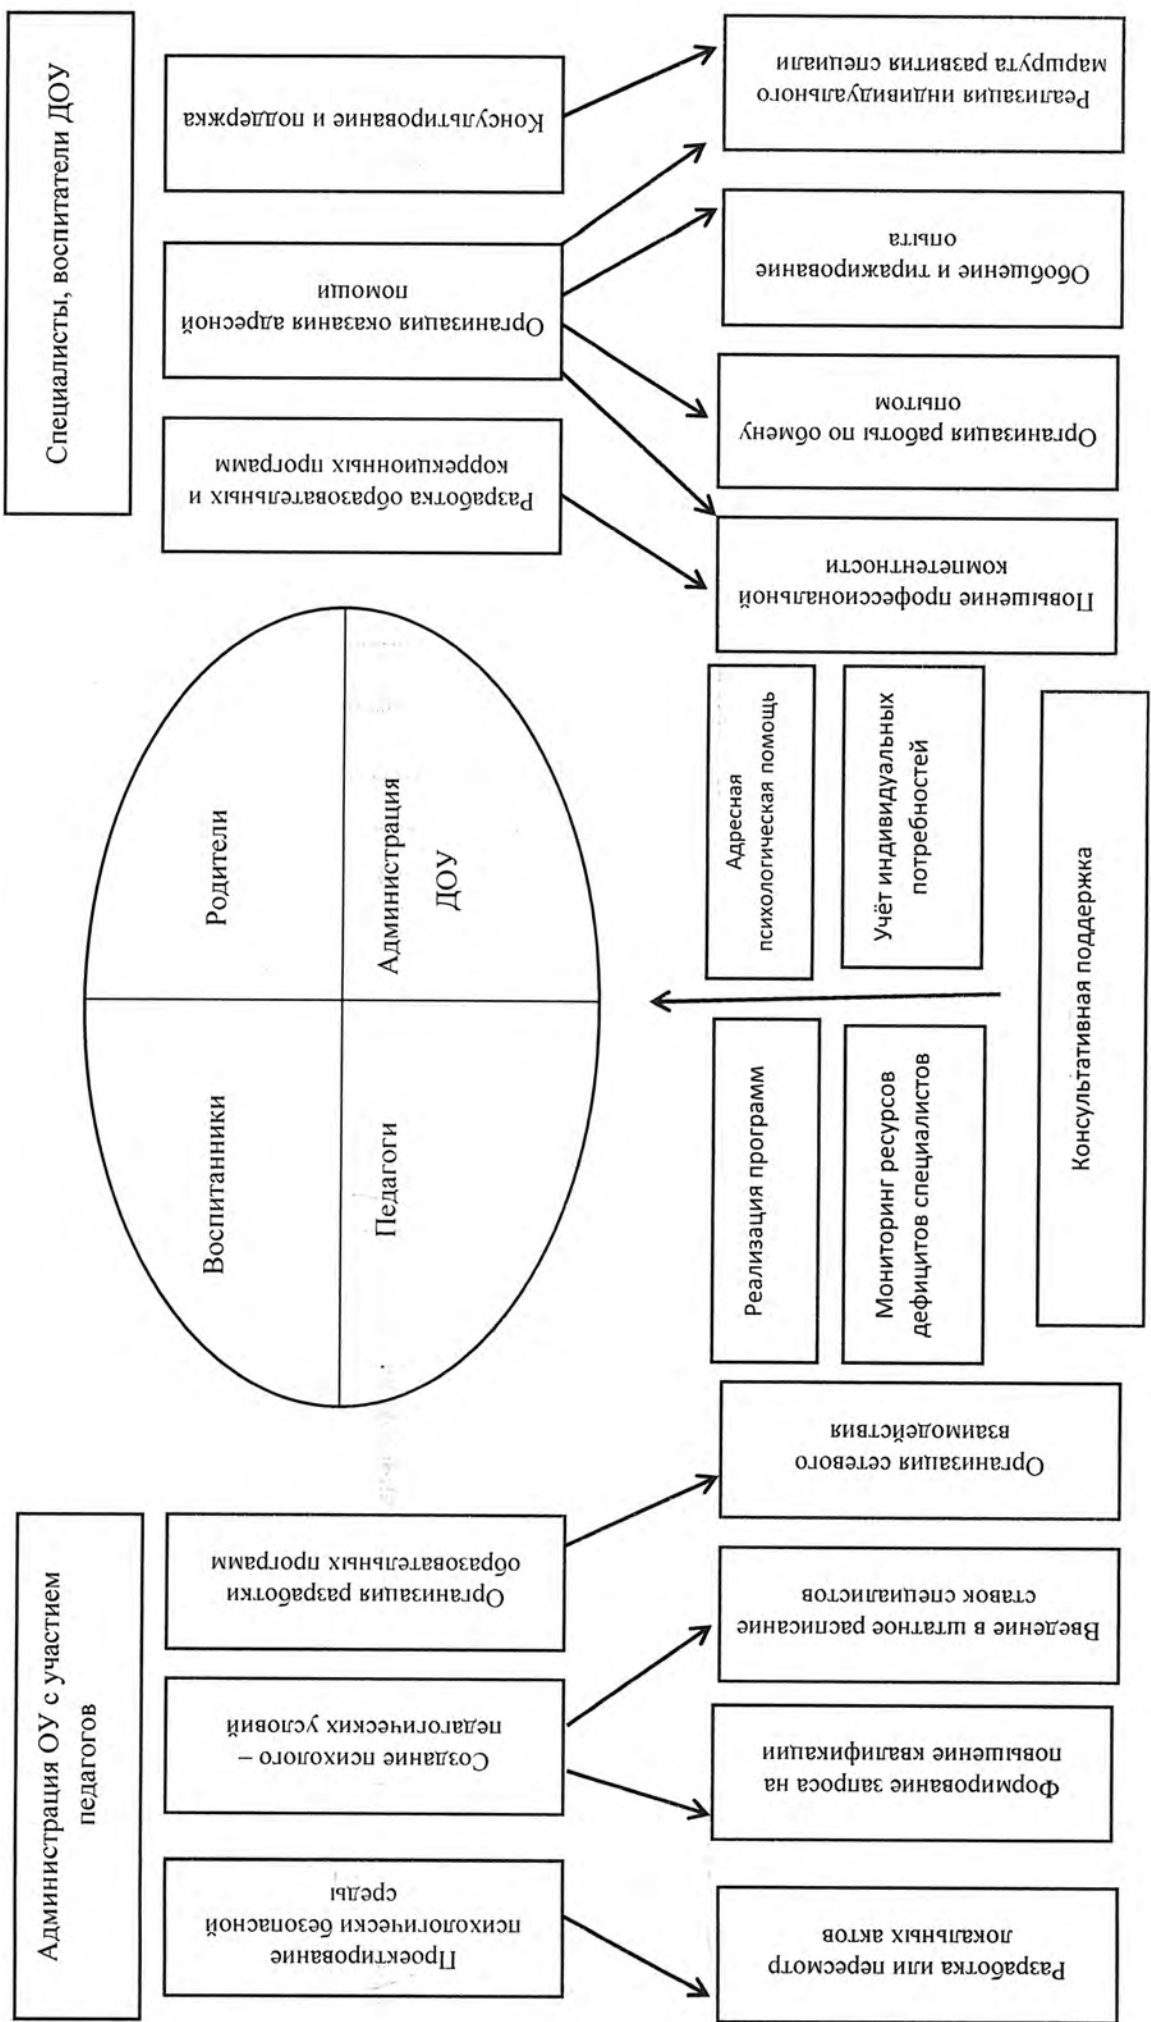 Администрация ОУ с участием
педагогов
Проектирование
психологически безопасной
среды
Создание психолого –
педагогических условий
Организация разработки
образовательных программ
Разработка или пересмотр
локальных актов
Формирование запроса на
повышение квалификации
Введение в штатное расписание
ставок специалистов
Организация сетевого
взаимодействия
Воспитанники
Родители
Педагоги
Администрация
ДОУ
Реализация программ
Адресная
психологическая помощь
Мониторинг ресурсов
дефицитов специалистов
Учёт индивидуальных
потребностей
Консультативная поддержка
Специалисты, воспитатели ДОУ
Разработка образовательных и
коррекционных программ
Организация оказания адресной
помощи
Консультирование и поддержка
Повышение профессиональной
компетентности
Организация работы по обмену
опытом
Обобщение и тиражирование
опыта
Реализация индивидуального
маршрута развития специали